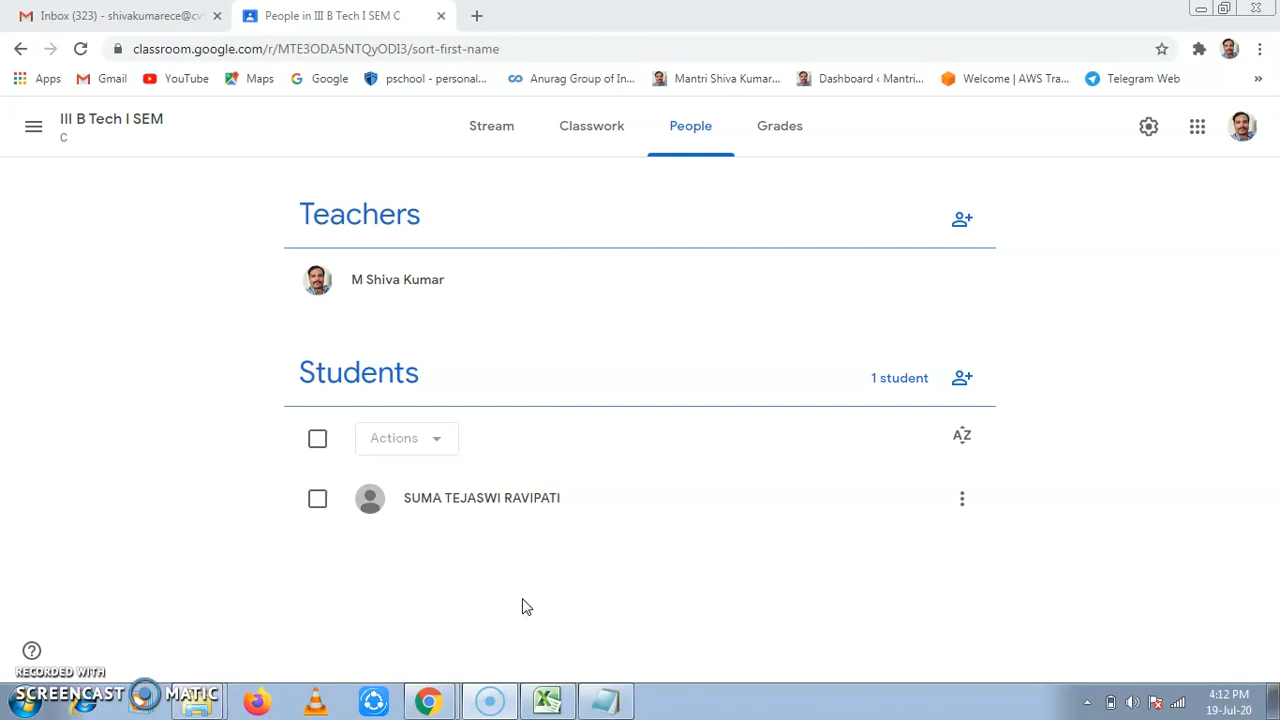 Inbox (323) - shivakumarece@cv
People in III B Tech I SEM C
classroom.google.com/r/MTE3ODA5NTQyODI3/sort-first-name
Apps
Gmail
YouTube
Maps
Google
pschool - personal...
Anurag Group of In...
Mantri Shiva Kumar...
Dashboard ‹ Mantri...
Welcome | AWS Tra...
Telegram Web
»
III B Tech I SEM
C
Stream
Classwork
People
Grades
Teachers
M Shiva Kumar
Students
1 student
Actions
AZ
SUMA TEJASWI RAVIPATI
RECORDED WITH
SCREENCAST MATIC
4:12 PM
19-Jul-20